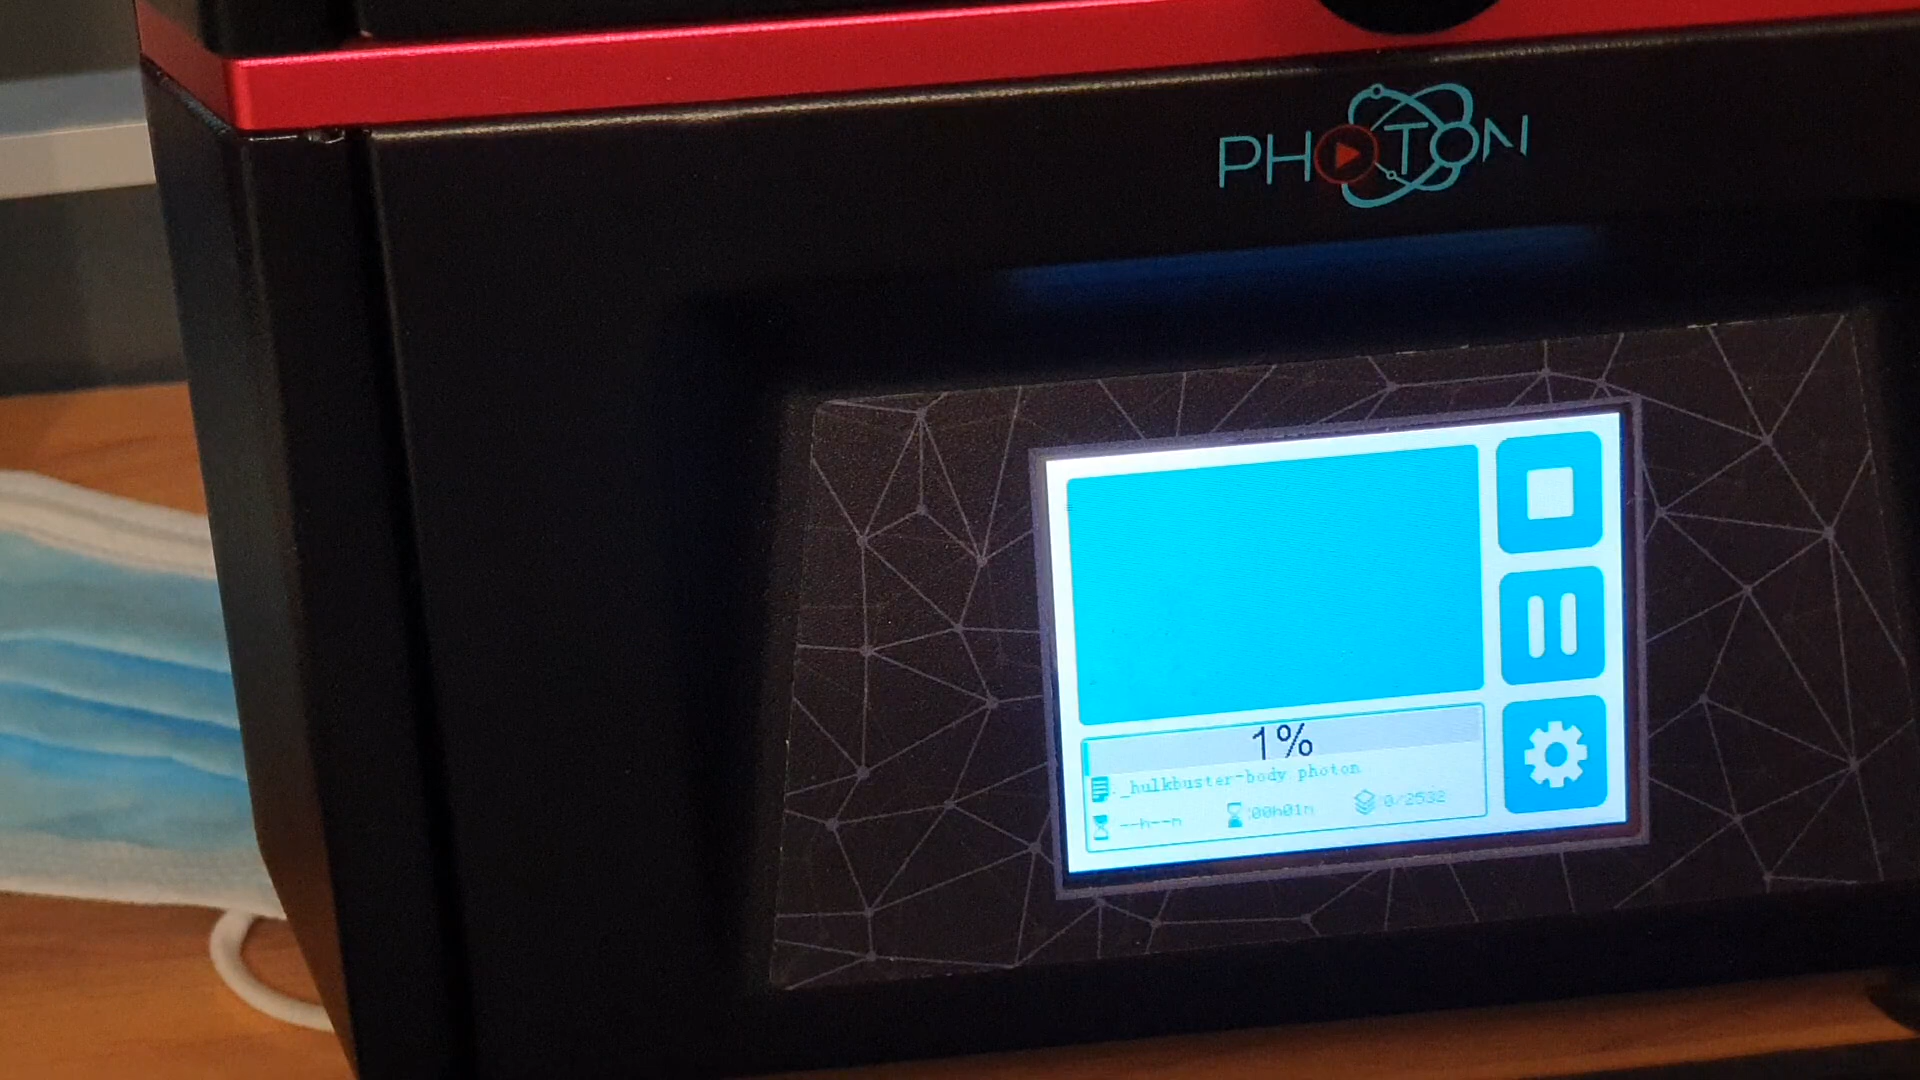 PHOTON
1%
._hulkbuster-body photon
--h--m
:00h01m
:0/2532